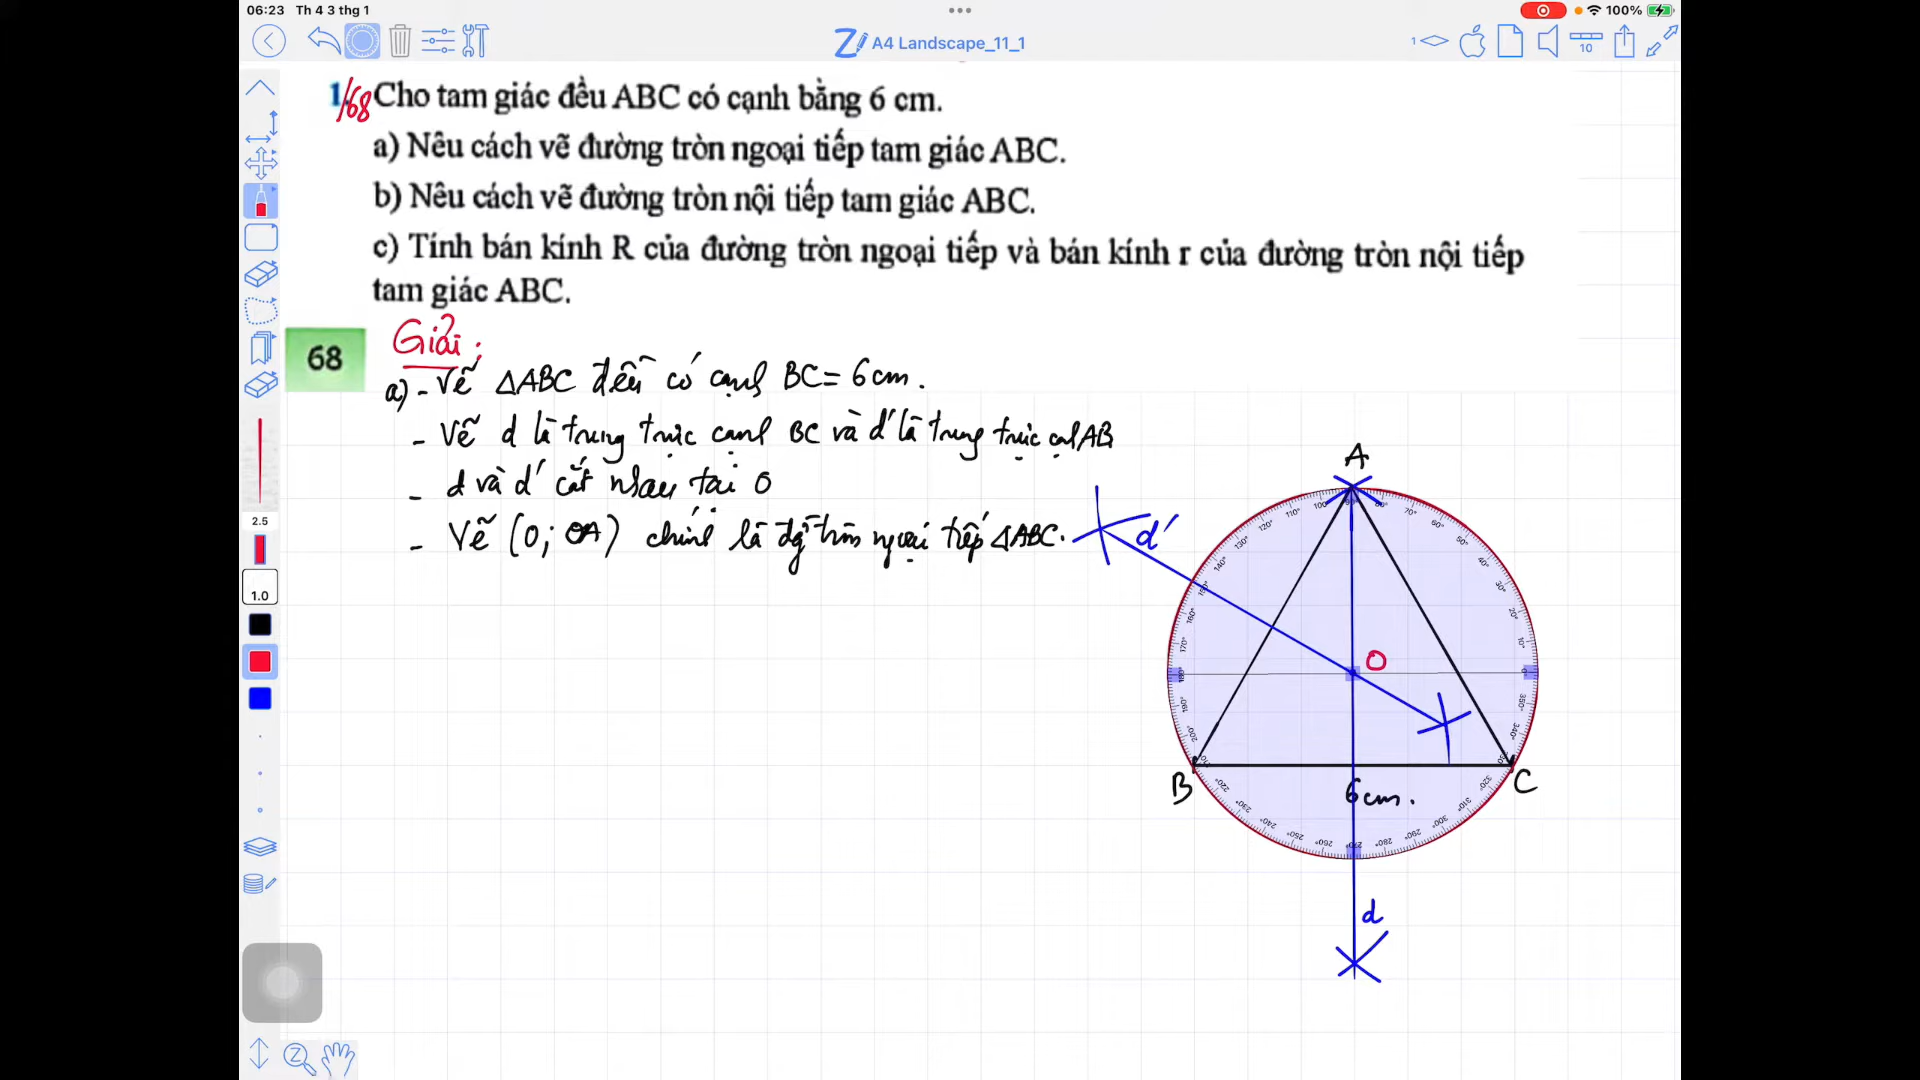 06:23 Th 4 3 thg 1
100%
A4 Landscape_11_1
1
10
1/68 Cho tam giác đều ABC có cạnh bằng 6 cm.
a) Nêu cách vẽ đường tròn ngoại tiếp tam giác ABC.
b) Nêu cách vẽ đường tròn nội tiếp tam giác ABC.
c) Tính bán kính R của đường tròn ngoại tiếp và bán kính r của đường tròn nội tiếp
tam giác ABC.
68
Giải:
a) - Vẽ △ABC đều có cạnh BC = 6cm.
- Vẽ d là trung trực cạnh BC và d' là trung trực cạnh AB
- d và d' cắt nhau tại O
- Vẽ (O; OA) chính là đg tròn ngoại tiếp △ABC.
A
d'
O
B
C
6cm.
d
2.5
1.0